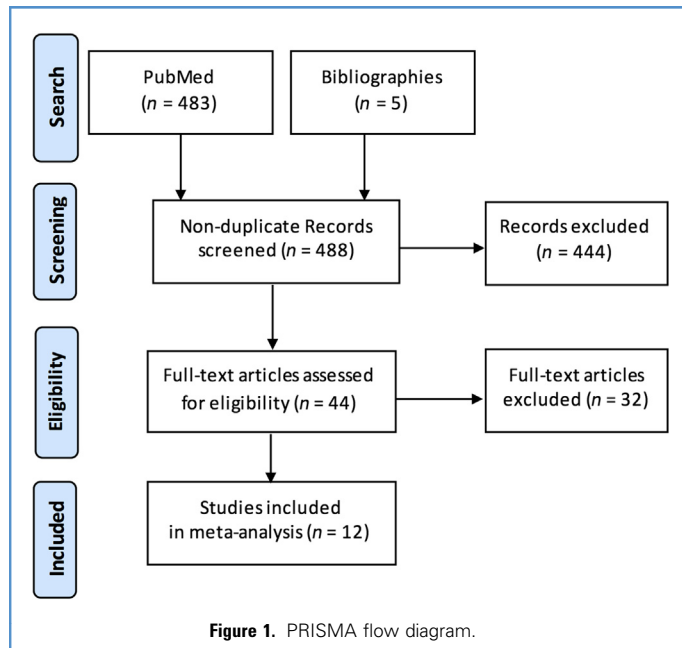 Search
PubMed
(n = 483)
Bibliographies
(n = 5)
Screening
Non-duplicate Records
screened (n = 488)
Records excluded
(n = 444)
Eligibility
Full-text articles assessed
for eligibility (n = 44)
Full-text articles
excluded (n = 32)
Included
Studies included
in meta-analysis (n = 12)
Figure 1. PRISMA flow diagram.